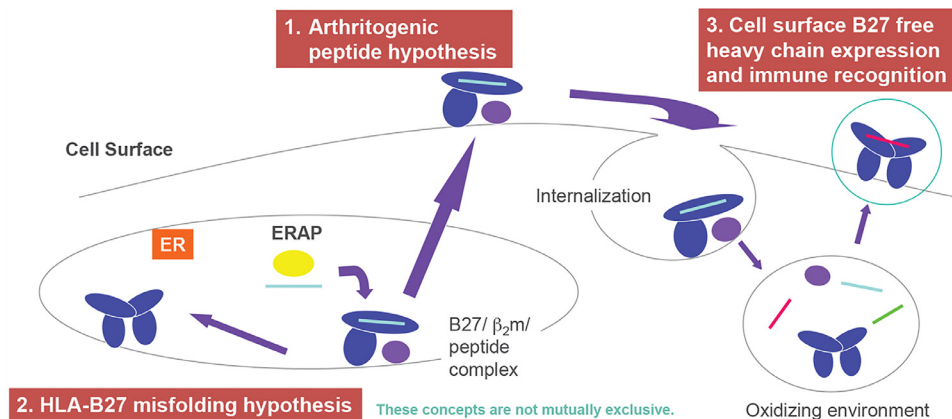 1. Arthritogenic
peptide hypothesis
3. Cell surface B27 free
heavy chain expression
and immune recognition
Cell Surface
Internalization
ER
ERAP
B27/ β₂m/
peptide
complex
2. HLA-B27 misfolding hypothesis
These concepts are not mutually exclusive.
Oxidizing environment